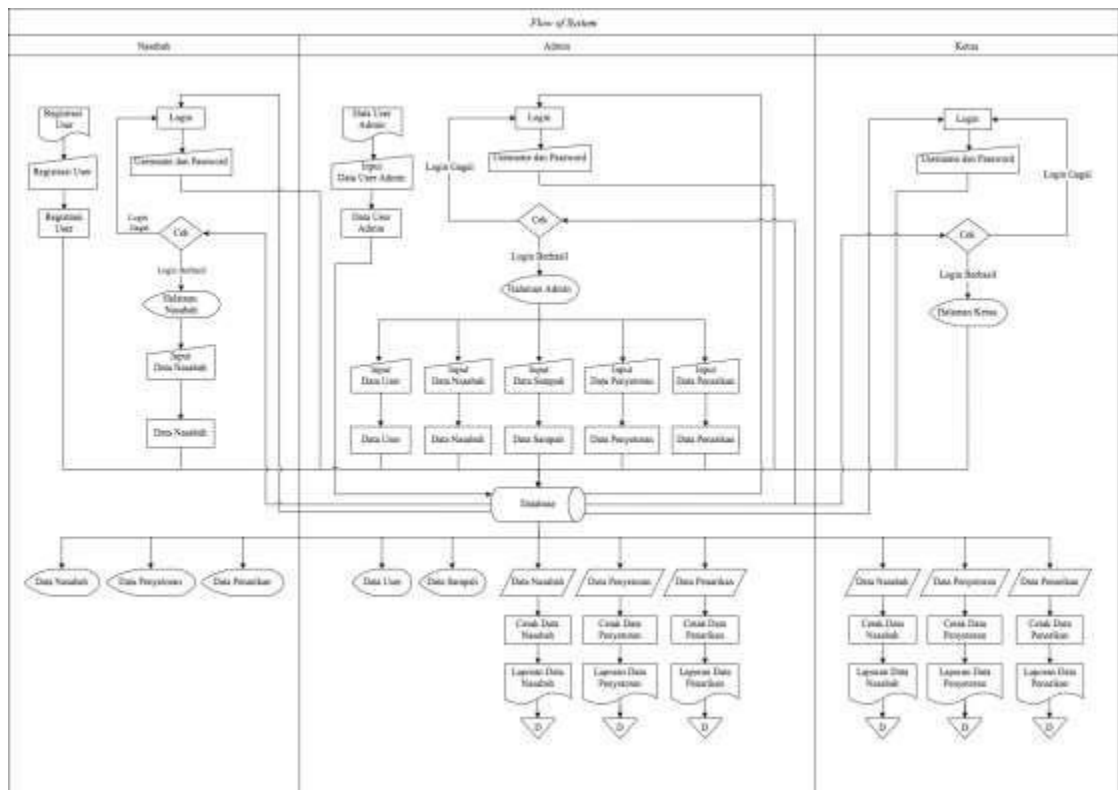 Flow of System
Nasabah
Admin
Ketua
Registrasi
User
Registrasi User
Registrasi
User
Login
Username dan Password
Login
Gagal
Cek
Login Berhasil
Halaman
Nasabah
Input
Data Nasabah
Data Nasabah
Data User
Admin
Input
Data User Admin
Data User
Admin
Login
Username dan Password
Login Gagal
Cek
Login Berhasil
Halaman Admin
Input
Data User
Input
Data Nasabah
Input
Data Sampah
Input
Data Penyetoran
Input
Data Penarikan
Data User
Data Nasabah
Data Sampah
Data Penyetoran
Data Penarikan
Login
Username dan Password
Login Gagal
Cek
Login Berhasil
Halaman Ketua
Database
Data Nasabah
Data Penyetoran
Data Penarikan
Data User
Data Sampah
Data Nasabah
Data Penyetoran
Data Penarikan
Cetak Data
Nasabah
Cetak Data
Penyetoran
Cetak Data
Penarikan
Laporan Data
Nasabah
Laporan Data
Penyetoran
Laporan Data
Penarikan
D
D
D
Data Nasabah
Data Penyetoran
Data Penarikan
Cetak Data
Nasabah
Cetak Data
Penyetoran
Cetak Data
Penarikan
Laporan Data
Nasabah
Laporan Data
Penyetoran
Laporan Data
Penarikan
D
D
D